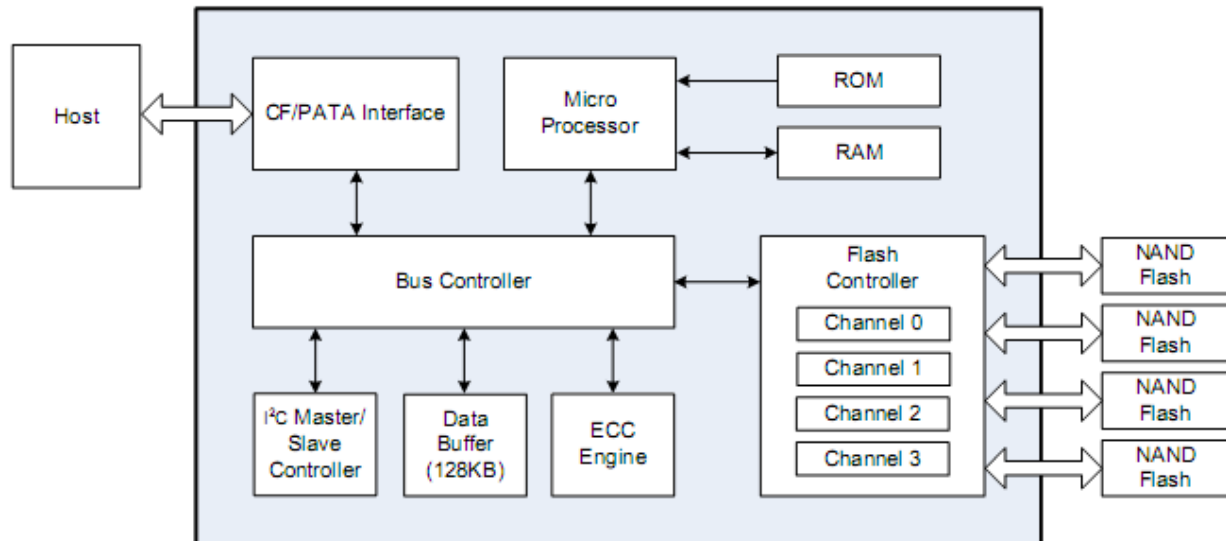 Host
CF/PATA Interface
Micro
Processor
ROM
RAM
Bus Controller
Flash
Controller
Channel 0
Channel 1
Channel 2
Channel 3
NAND
Flash
NAND
Flash
NAND
Flash
NAND
Flash
I²C Master/
Slave
Controller
Data
Buffer
(128KB)
ECC
Engine